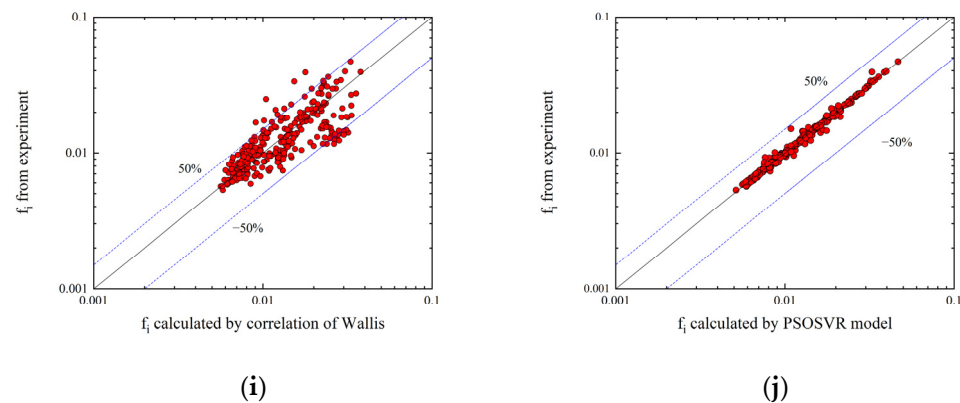 0.1
0.01
0.001
0.001
0.01
0.1
50%
−50%
f_i from experiment
f_i calculated by correlation of Wallis
(i)
0.1
0.01
0.001
0.001
0.01
0.1
50%
−50%
f_i from experiment
f_i calculated by PSOSVR model
(j)